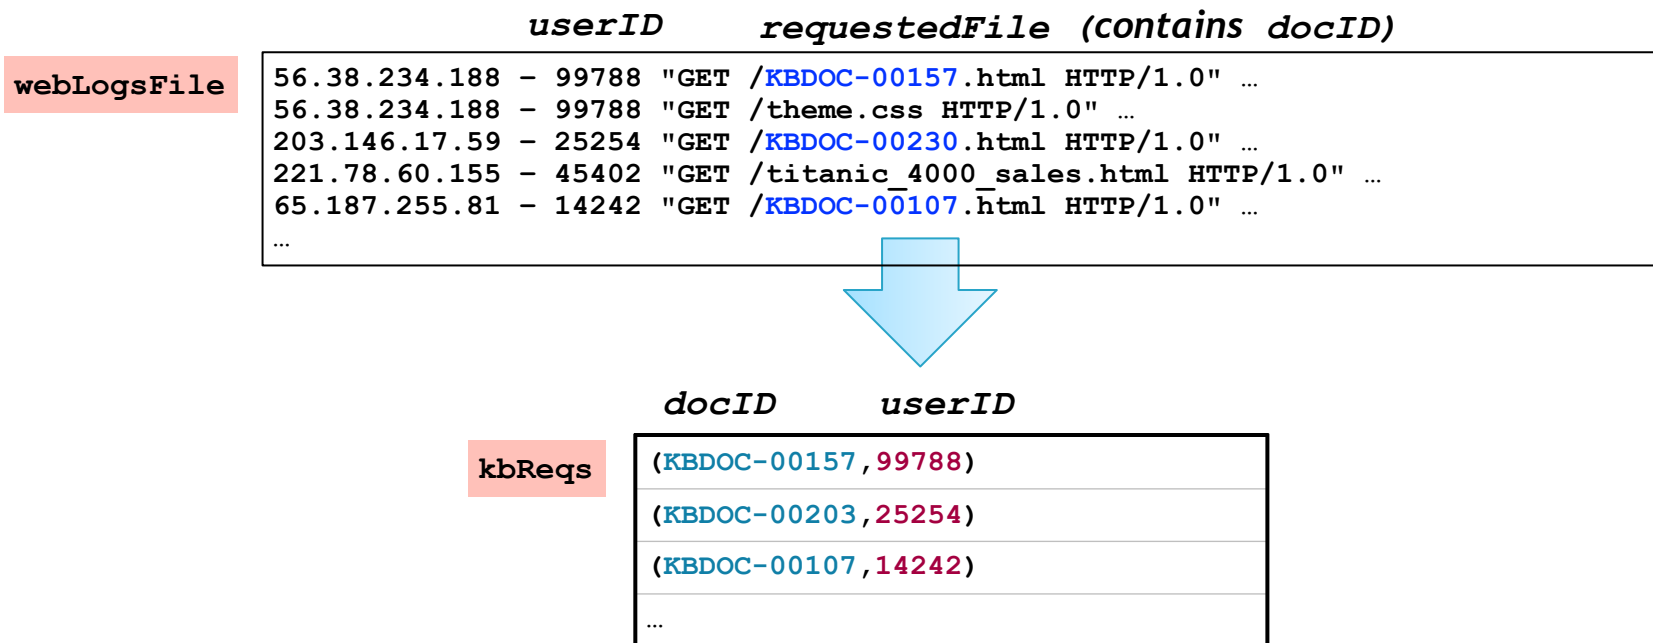 userID requestedFile (contains docID)
webLogsFile
56.38.234.188 – 99788 "GET /KBDOC-00157.html HTTP/1.0" …
56.38.234.188 – 99788 "GET /theme.css HTTP/1.0" …
203.146.17.59 – 25254 "GET /KBDOC-00230.html HTTP/1.0" …
221.78.60.155 – 45402 "GET /titanic_4000_sales.html HTTP/1.0" …
65.187.255.81 – 14242 "GET /KBDOC-00107.html HTTP/1.0" …
…
docID userID
kbReqs
(KBDOC-00157,99788)
(KBDOC-00203,25254)
(KBDOC-00107,14242)
…